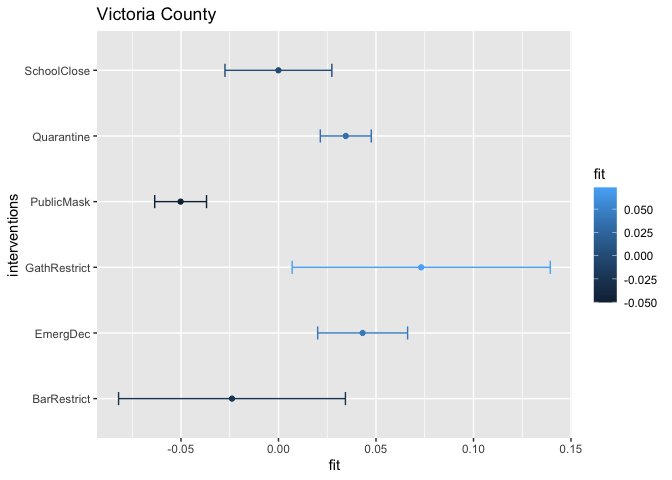 Victoria County
SchoolClose
Quarantine
PublicMask
GathRestrict
EmergDec
BarRestrict
interventions
-0.05 0.00 0.05 0.10 0.15
fit
fit
0.050
0.025
0.000
-0.025
-0.050